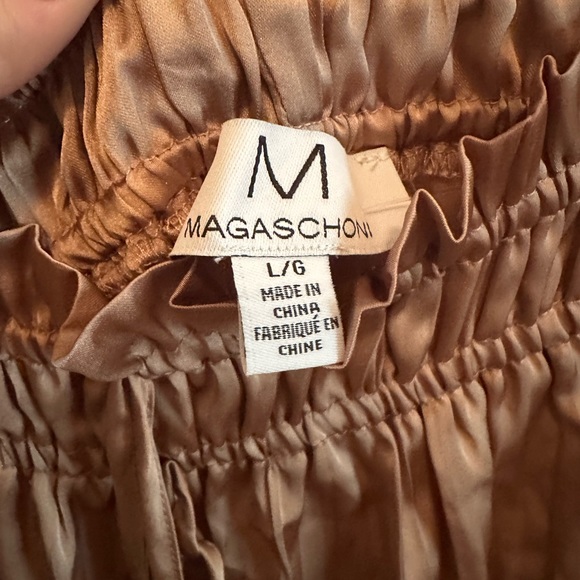 M
MAGASCHONI
L/G
MADE IN
CHINA
FABRIQUÉ EN
CHINE